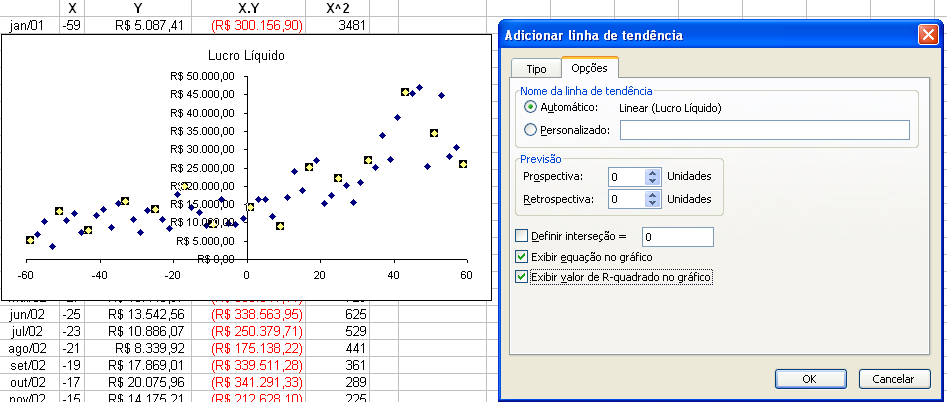 X Y X.Y X^2
jan/01 -59 R$ 5.087,41 (R$ 300.156,90) 3481
Lucro Líquido
R$ 50.000,00
R$ 45.000,00
R$ 40.000,00
R$ 35.000,00
R$ 30.000,00
R$ 25.000,00
R$ 20.000,00
R$ 15.000,00
R$ 10.000,00
R$ 5.000,00
R$ 0,00
-60 -40 -20 0 20 40 60
jun/02 -25 R$ 13.542,56 (R$ 338.563,95) 625
jul/02 -23 R$ 10.886,07 (R$ 250.379,71) 529
ago/02 -21 R$ 8.339,92 (R$ 175.138,22) 441
set/02 -19 R$ 17.869,01 (R$ 339.511,28) 361
out/02 -17 R$ 20.075,96 (R$ 341.291,33) 289
nov/02 -15 R$ 14.175,21 (R$ 212.628,10) 225
Adicionar linha de tendência
Tipo Opções
Nome da linha de tendência
Automático: Linear (Lucro Líquido)
Personalizado:
Previsão
Prospectiva: 0 Unidades
Retrospectiva: 0 Unidades
Definir interseção = 0
Exibir equação no gráfico
Exibir valor de R-quadrado no gráfico
OK Cancelar